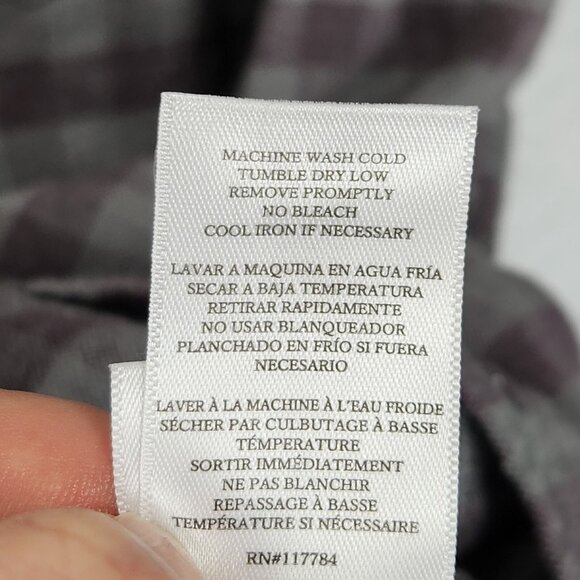 MACHINE WASH COLD
TUMBLE DRY LOW
REMOVE PROMPTLY
NO BLEACH
COOL IRON IF NECESSARY
LAVAR A MAQUINA EN AGUA FRÍA
SECAR A BAJA TEMPERATURA
RETIRAR RAPIDAMENTE
NO USAR BLANQUEADOR
PLANCHADO EN FRÍO SI FUERA
NECESARIO
LAVER À LA MACHINE À L'EAU FROIDE
SÉCHER PAR CULBUTAGE À BASSE
TÉMPÉRATURE
SORTIR IMMÉDIATEMENT
NE PAS BLANCHIR
REPASSAGE À BASSE
TEMPÉRATURE SI NÉCESSAIRE
RN#117784